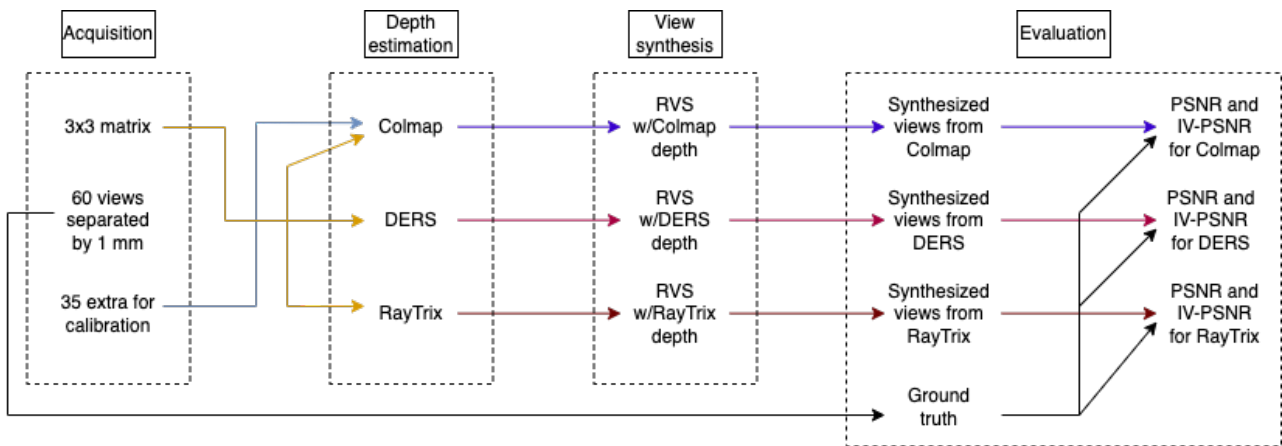 Acquisition
Depth
estimation
View
synthesis
Evaluation
3x3 matrix
60 views
separated
by 1 mm
35 extra for
calibration
Colmap
DERS
RayTrix
RVS
w/Colmap
depth
RVS
w/DERS
depth
RVS
w/RayTrix
depth
Synthesized
views from
Colmap
Synthesized
views from
DERS
Synthesized
views from
RayTrix
Ground
truth
PSNR and
IV-PSNR
for Colmap
PSNR and
IV-PSNR
for DERS
PSNR and
IV-PSNR
for RayTrix